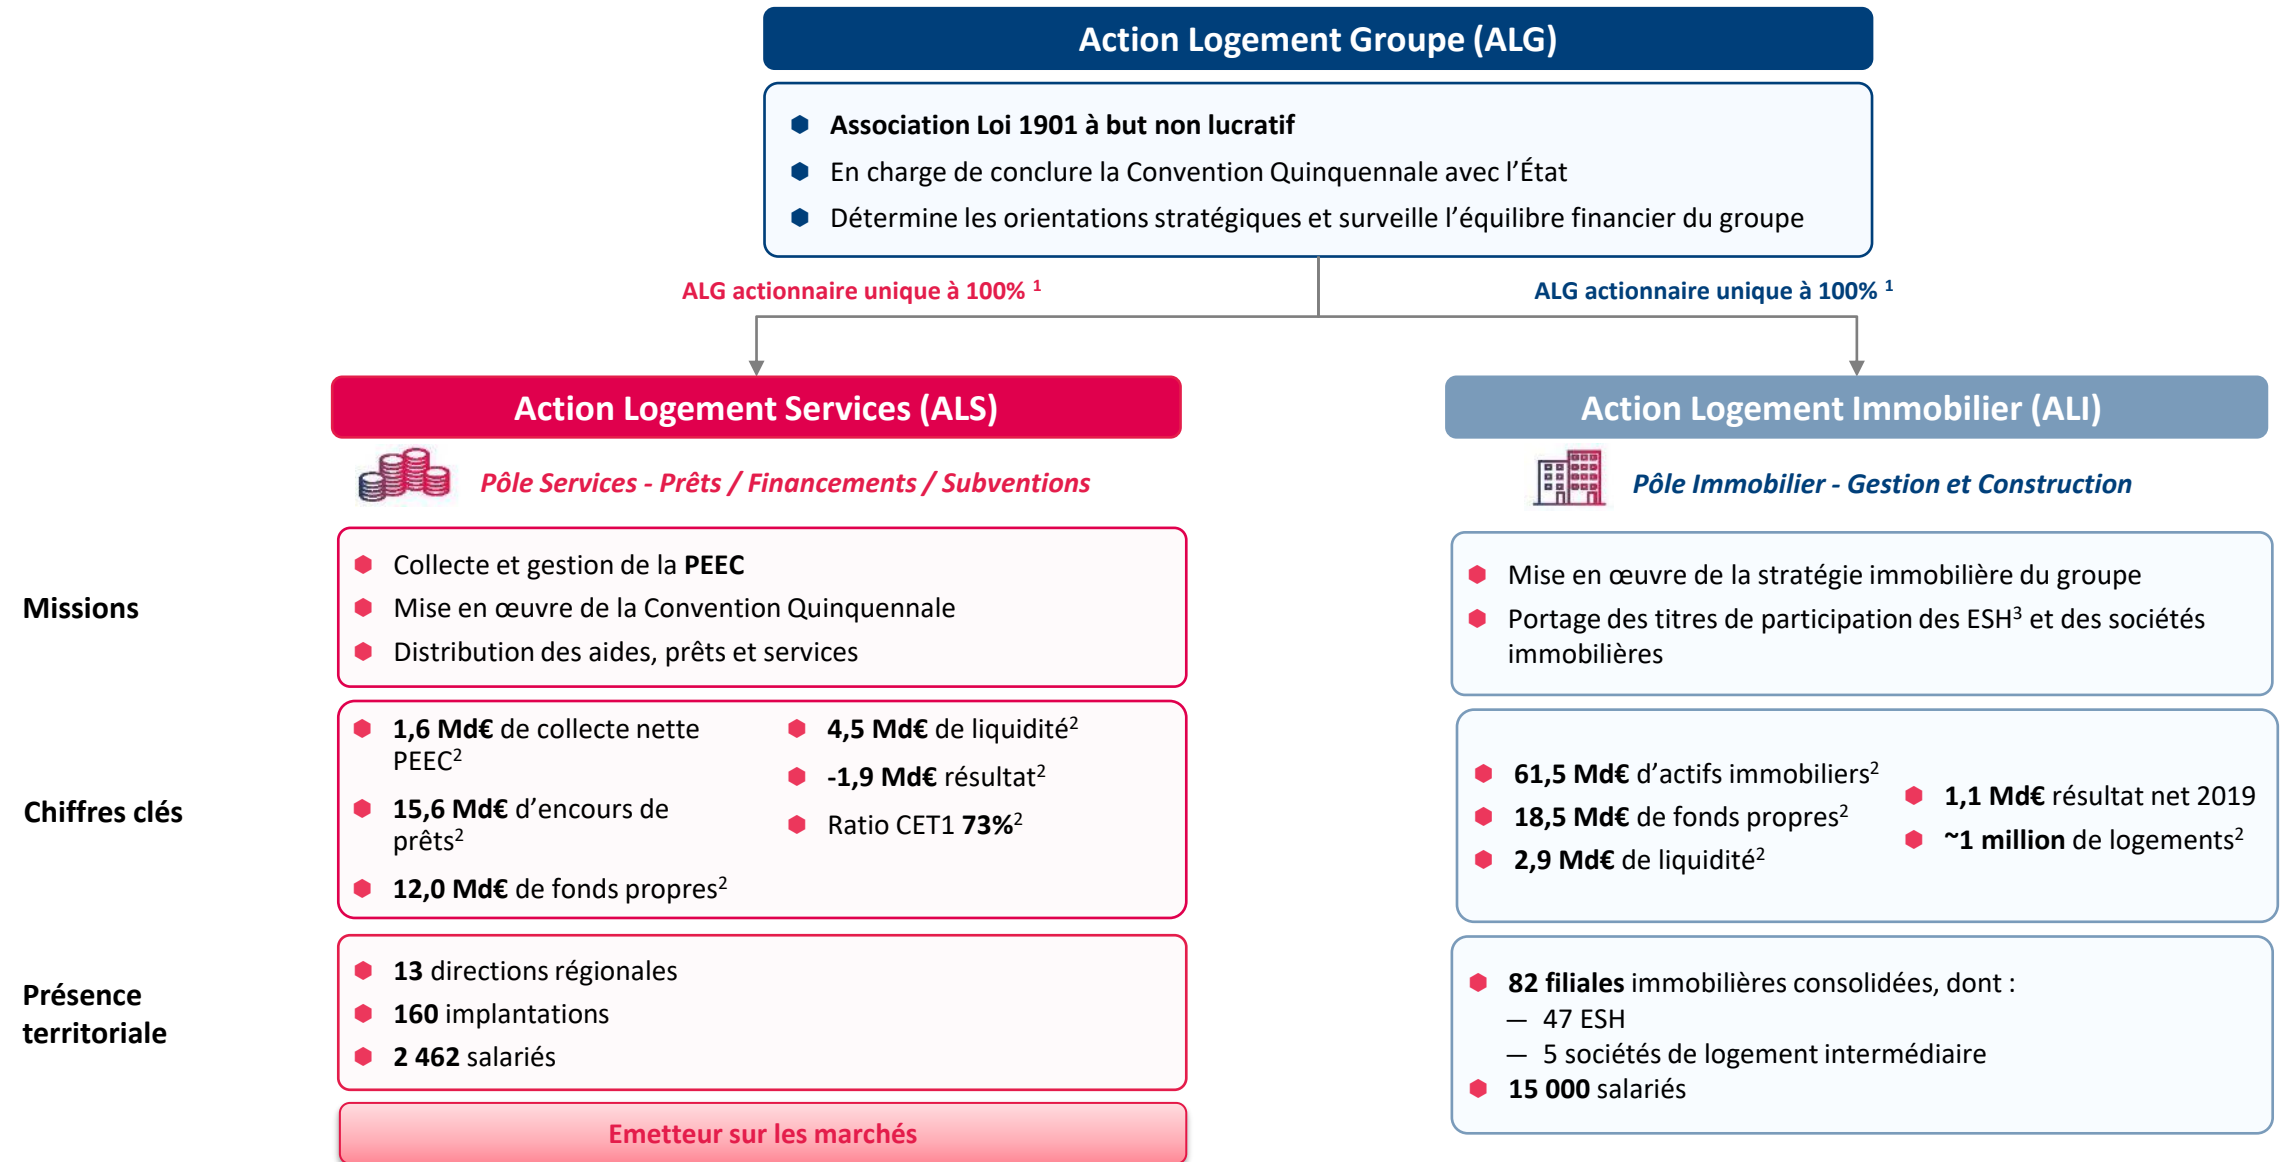 Action Logement Groupe (ALG)
Association Loi 1901 à but non lucratif
En charge de conclure la Convention Quinquennale avec l’État
Détermine les orientations stratégiques et surveille l’équilibre financier du groupe
ALG actionnaire unique à 100% ¹
ALG actionnaire unique à 100% ¹
Action Logement Services (ALS)
Pôle Services - Prêts / Financements / Subventions
Action Logement Immobilier (ALI)
Pôle Immobilier - Gestion et Construction
Missions
Collecte et gestion de la PEEC
Mise en œuvre de la Convention Quinquennale
Distribution des aides, prêts et services
Mise en œuvre de la stratégie immobilière du groupe
Portage des titres de participation des ESH³ et des sociétés
immobilières
Chiffres clés
1,6 Md€ de collecte nette
PEEC²
15,6 Md€ d’encours de
prêts²
12,0 Md€ de fonds propres²
4,5 Md€ de liquidité²
-1,9 Md€ résultat²
Ratio CET1 73%²
61,5 Md€ d’actifs immobiliers²
18,5 Md€ de fonds propres²
2,9 Md€ de liquidité²
1,1 Md€ résultat net 2019
~1 million de logements²
Présence
territoriale
13 directions régionales
160 implantations
2 462 salariés
82 filiales immobilières consolidées, dont :
— 47 ESH
— 5 sociétés de logement intermédiaire
15 000 salariés
Emetteur sur les marchés